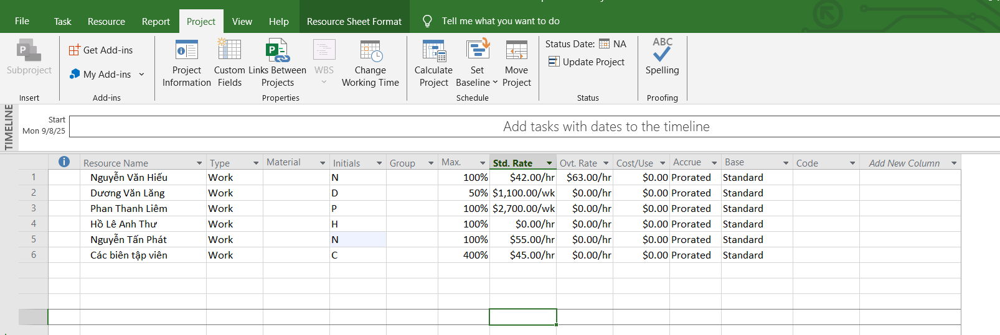 File Task Resource Report Project View Help Resource Sheet Format Tell me what you want to do
Subproject
Insert
Get Add-ins
My Add-ins
Add-ins
Project Information
Custom Fields
Links Between Projects
WBS
Change Working Time
Properties
Calculate Project
Set Baseline
Move Project
Schedule
Status Date: NA
Update Project
Status
ABC
Spelling
Proofing
TIMELINE
Start
Mon 9/8/25
Add tasks with dates to the timeline
Resource Name Type Material Initials Group Max. Std. Rate Ovt. Rate Cost/Use Accrue Base Code Add New Column
1 Nguyễn Văn Hiếu Work N 100% $42.00/hr $63.00/hr $0.00 Prorated Standard
2 Dương Văn Lăng Work D 50% $1,100.00/wk $0.00/hr $0.00 Prorated Standard
3 Phan Thanh Liêm Work P 100% $2,700.00/wk $0.00/hr $0.00 Prorated Standard
4 Hồ Lê Anh Thư Work H 100% $0.00/hr $0.00/hr $0.00 Prorated Standard
5 Nguyễn Tấn Phát Work N 100% $55.00/hr $0.00/hr $0.00 Prorated Standard
6 Các biên tập viên Work C 400% $45.00/hr $0.00/hr $0.00 Prorated Standard